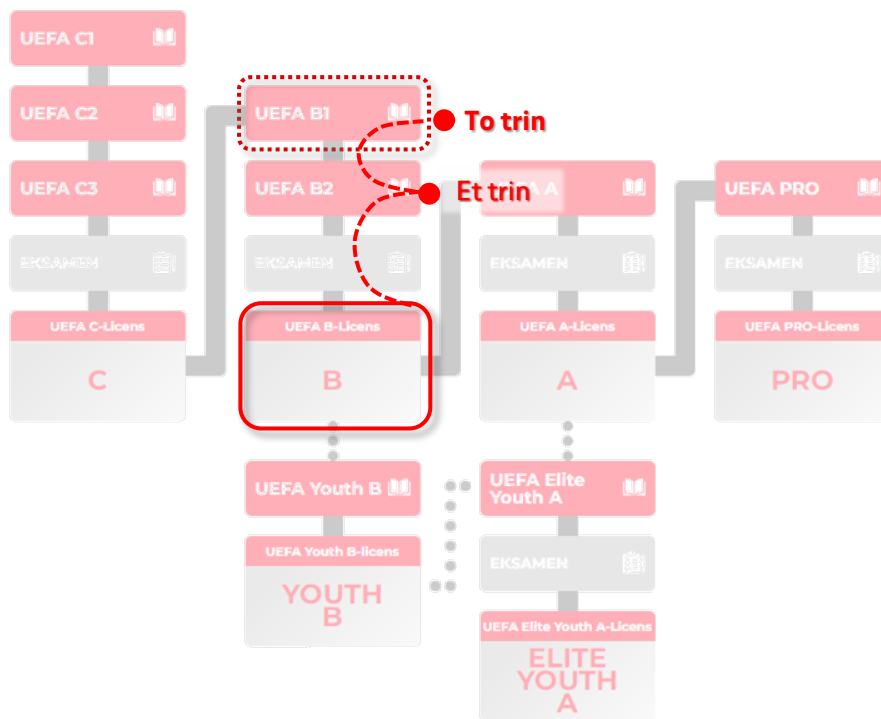 UEFA C1
UEFA C2
UEFA C3
EKSAMEN
UEFA C-Licens
C
UEFA B1
To trin
UEFA B2
Et trin
EKSAMEN
UEFA B-Licens
B
A
EKSAMEN
UEFA A-Licens
A
UEFA PRO
EKSAMEN
UEFA PRO-Licens
PRO
UEFA Youth B
UEFA Youth B-licens
YOUTH
B
UEFA Elite
Youth A
EKSAMEN
UEFA Elite Youth A-Licens
ELITE
YOUTH
A